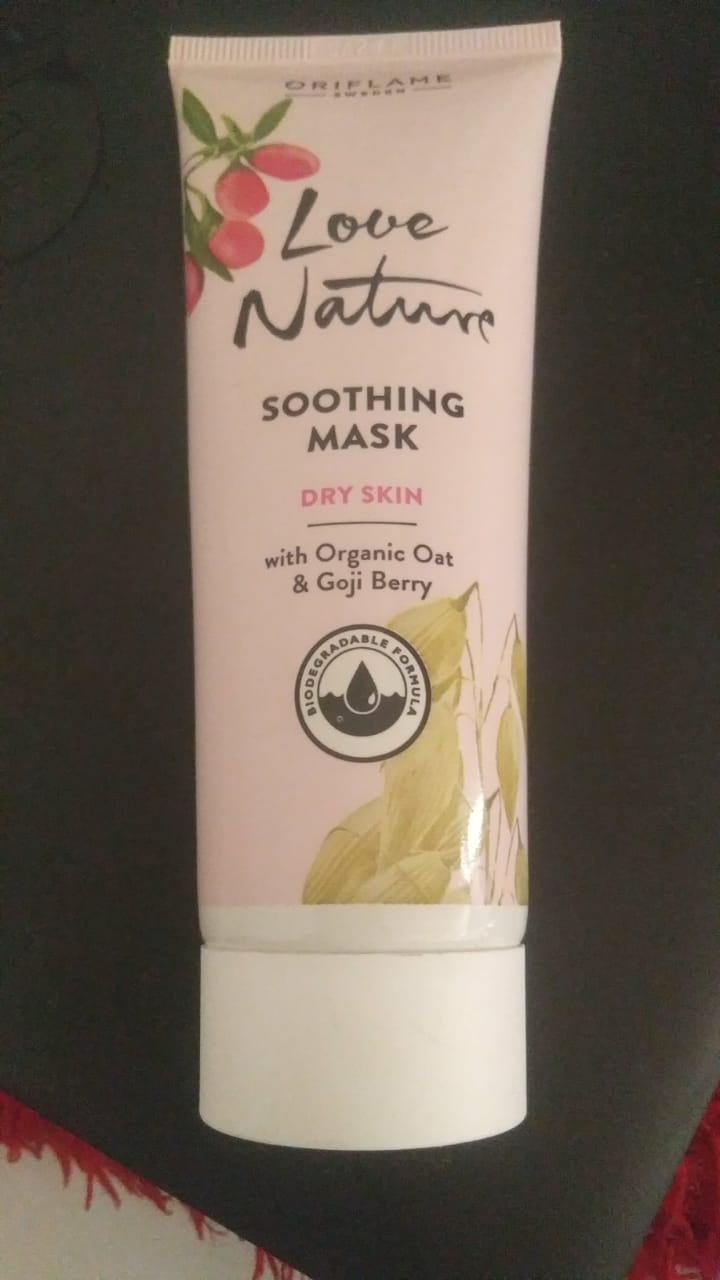 ORIFLAME
SWEDEN
Love
Nature
SOOTHING
MASK
DRY SKIN
with Organic Oat
& Goji Berry
BIODEGRADABLE FORMULA